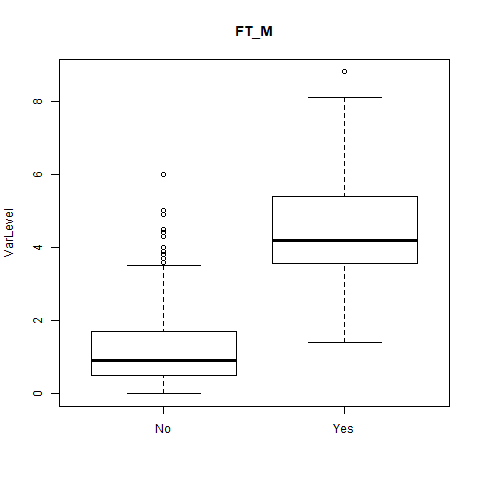 FT_M
VarLevel
8
6
4
2
0
No Yes